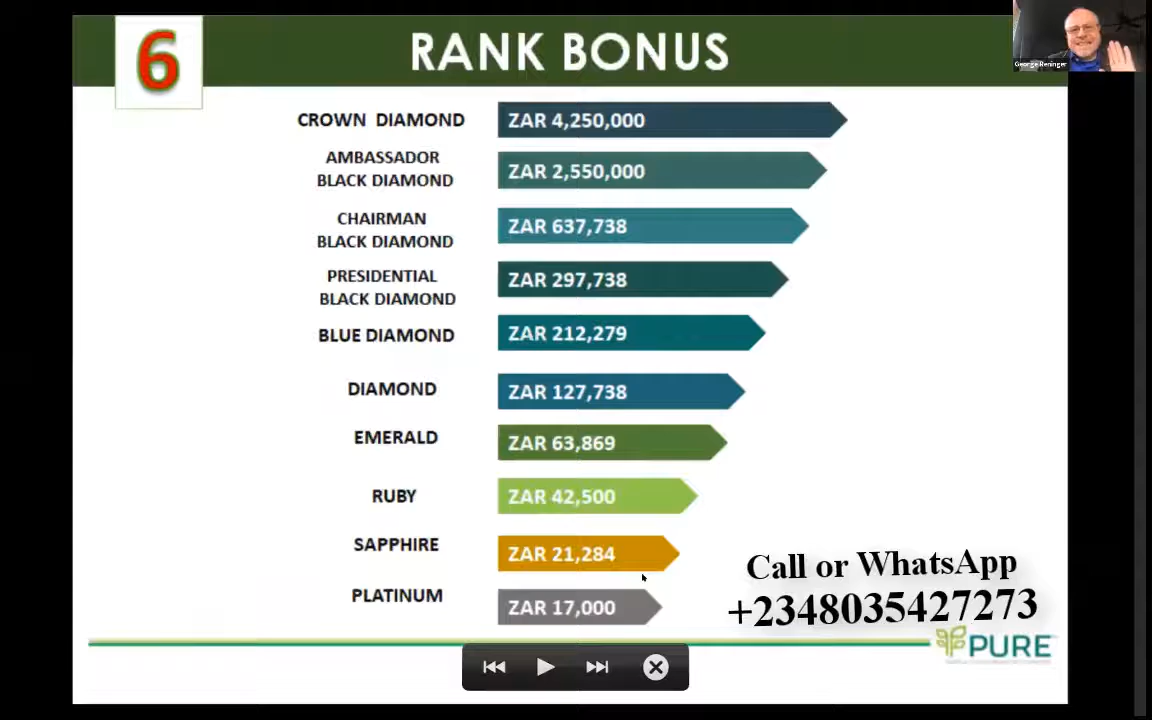 6
RANK BONUS
George Reninger
CROWN DIAMOND
ZAR 4,250,000
AMBASSADOR
BLACK DIAMOND
ZAR 2,550,000
CHAIRMAN
BLACK DIAMOND
ZAR 637,738
PRESIDENTIAL
BLACK DIAMOND
ZAR 297,738
BLUE DIAMOND
ZAR 212,279
DIAMOND
ZAR 127,738
EMERALD
ZAR 63,869
RUBY
ZAR 42,500
SAPPHIRE
ZAR 21,284
PLATINUM
ZAR 17,000
Call or WhatsApp
+2348035427273
PURE